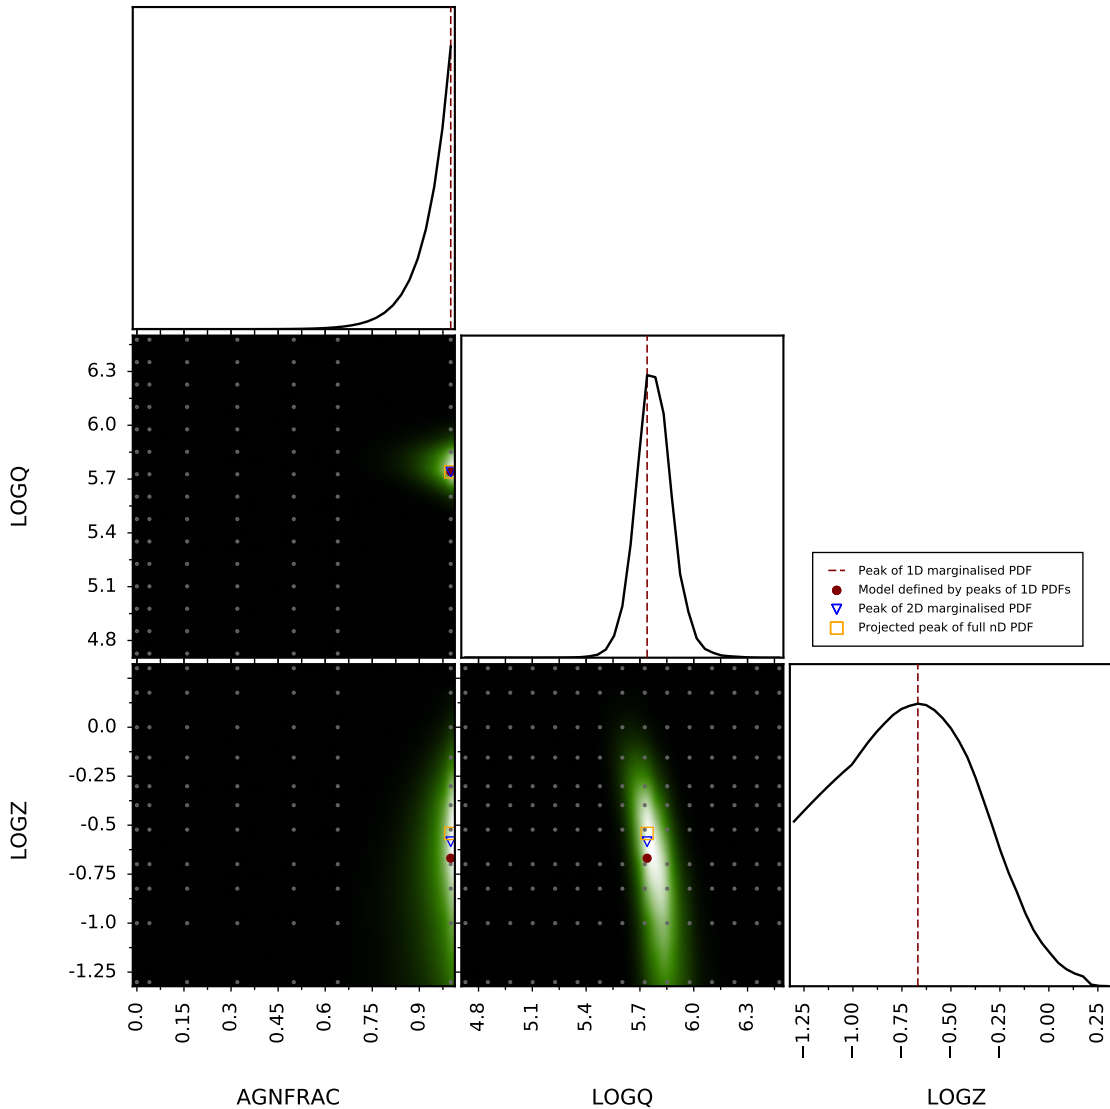 LOGQ
6.3
6.0
5.7
5.4
5.1
4.8
Peak of 1D marginalised PDF
Model defined by peaks of 1D PDFs
Peak of 2D marginalised PDF
Projected peak of full nD PDF
LOGZ
0.0
-0.25
-0.5
-0.75
-1.0
-1.25
0.0 0.15 0.3 0.45 0.6 0.75 0.9
4.8 5.1 5.4 5.7 6.0 6.3
−1.25 −1.00 −0.75 −0.50 −0.25 0.00 0.25
AGNFRAC LOGQ LOGZ